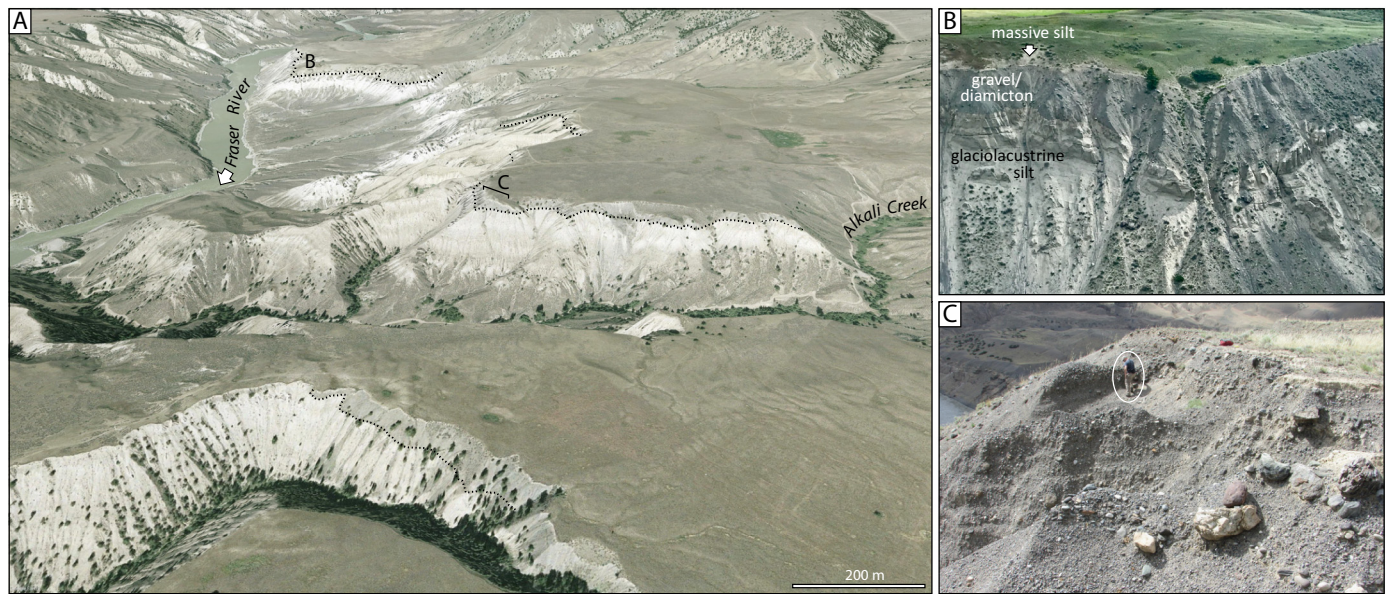 A
B
Fraser River
C
Alkali Creek
200 m
B
massive silt
gravel/
diamicton
glaciolacustrine
silt
C